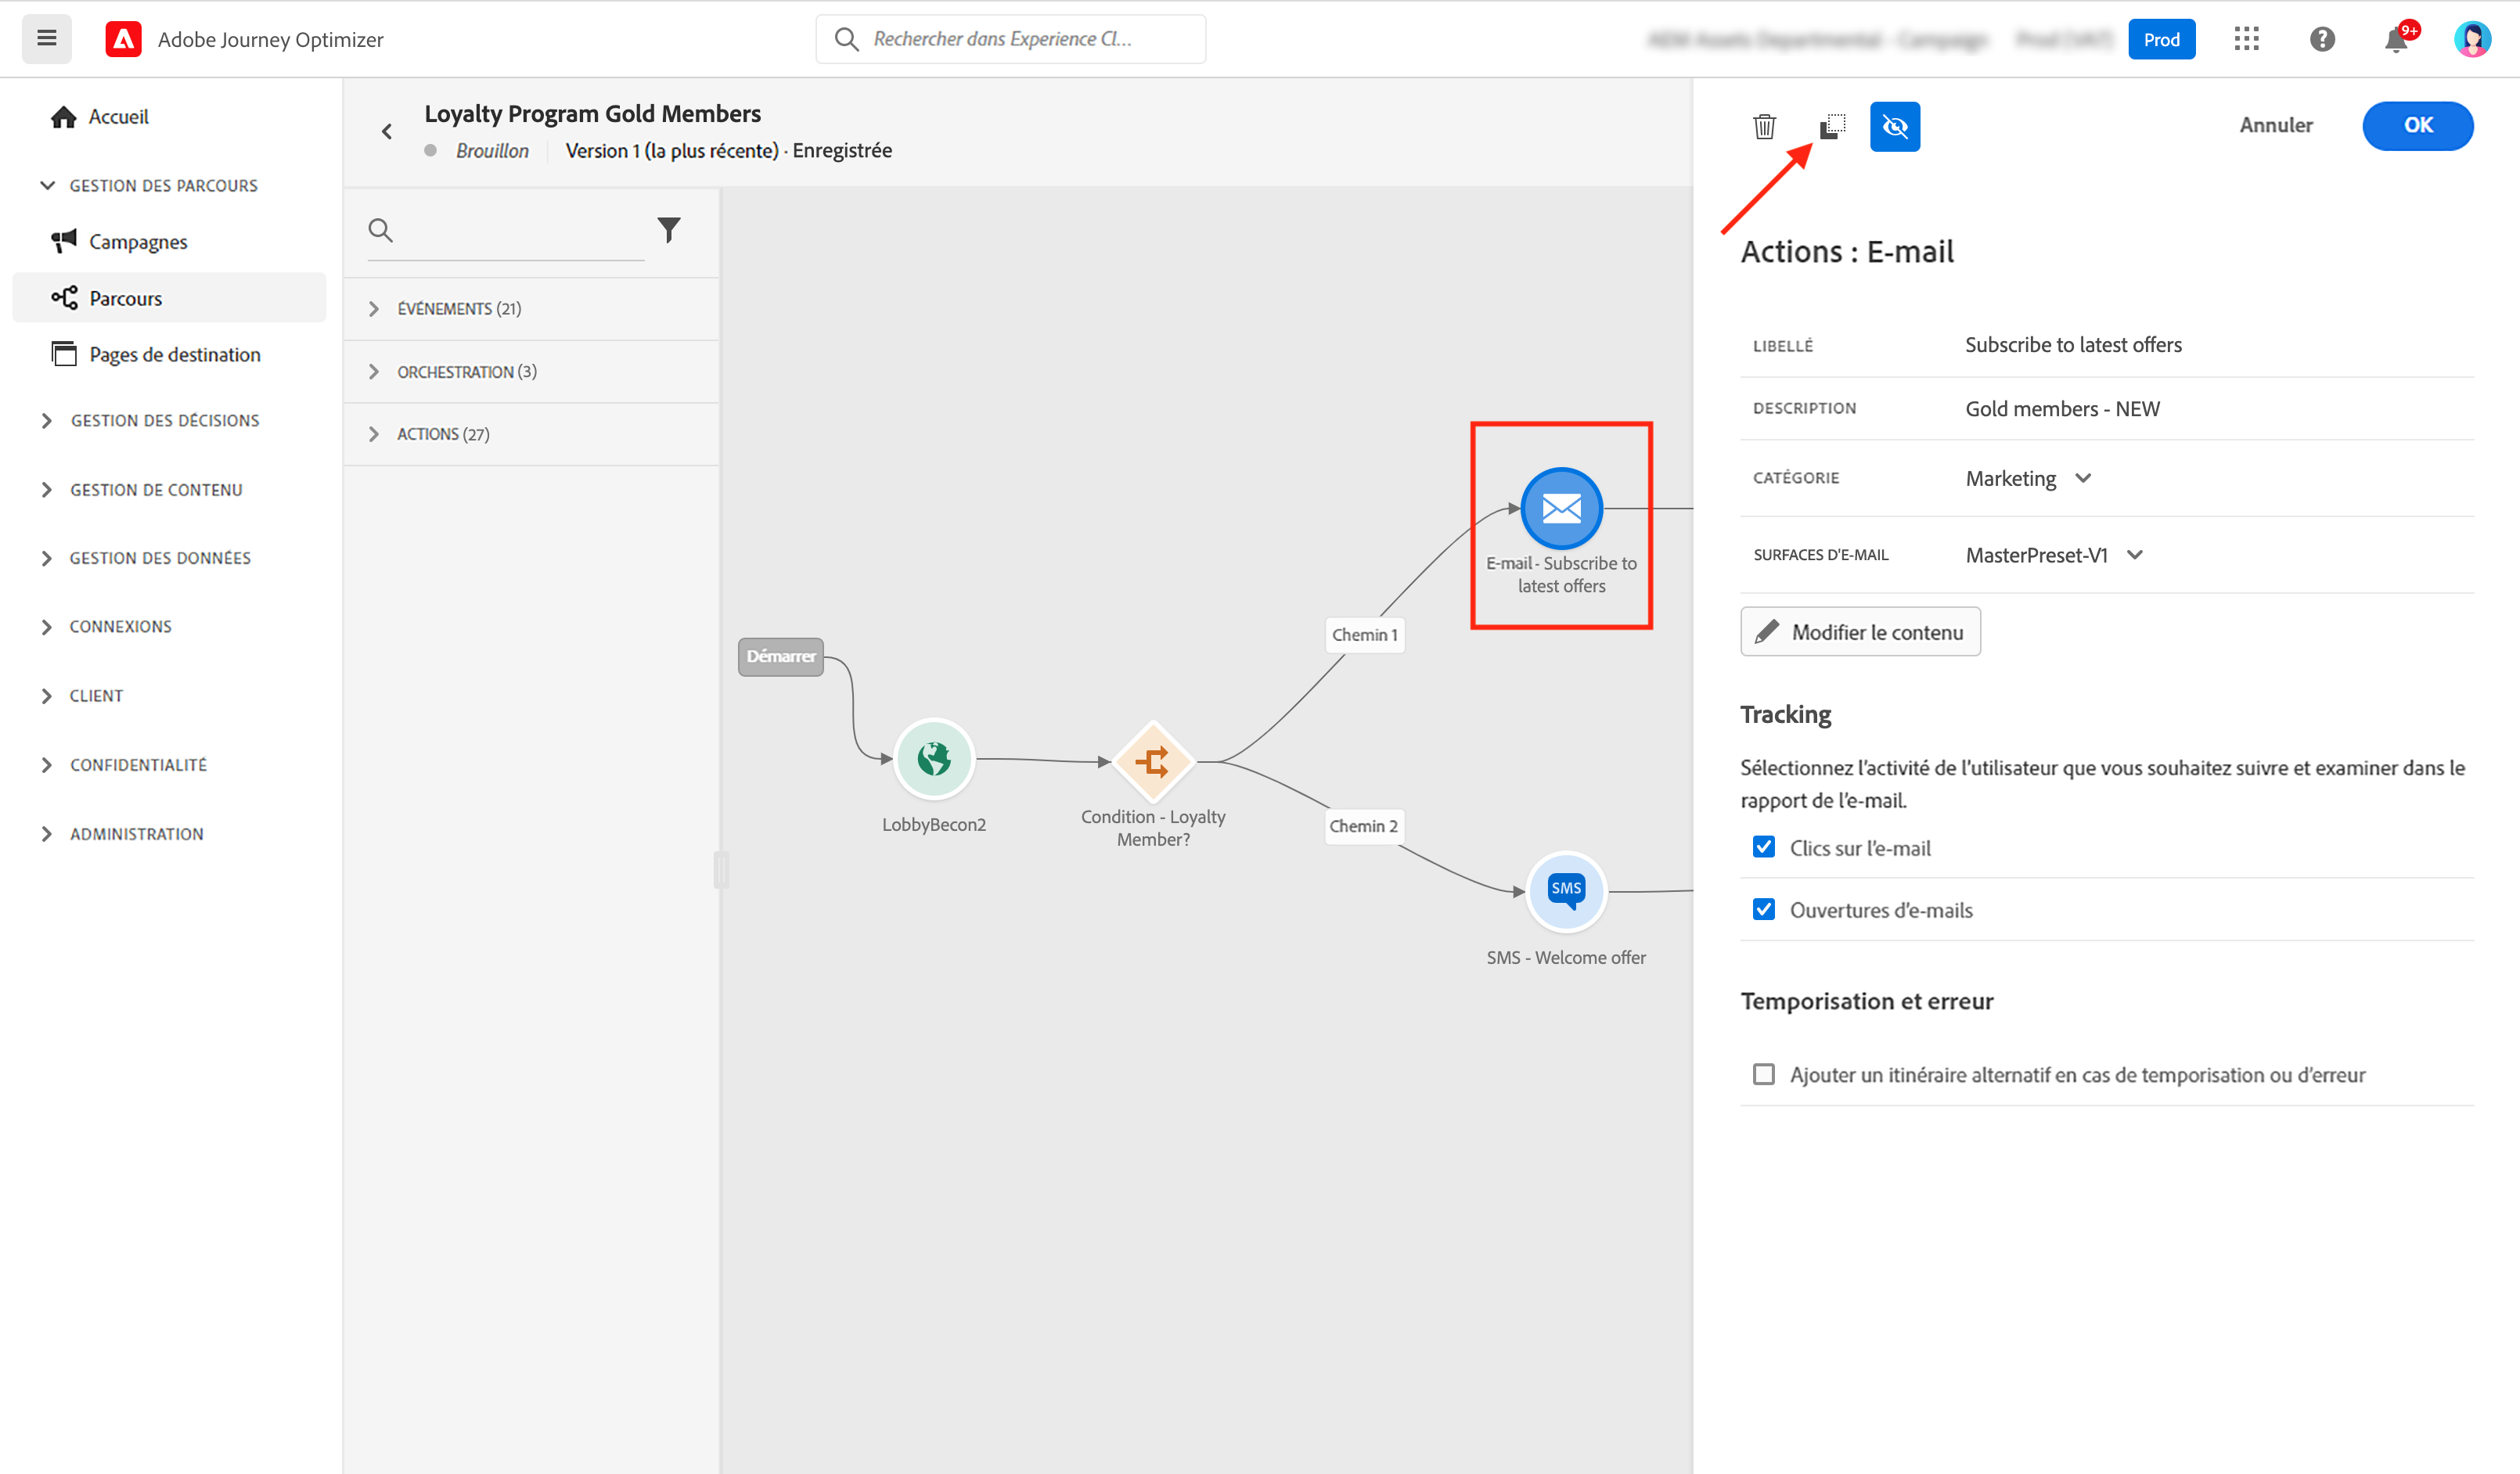 Adobe Journey Optimizer
Rechercher dans Experience Cl...
Prod
9+
Accueil
GESTION DES PARCOURS
Campagnes
Parcours
Pages de destination
GESTION DES DÉCISIONS
GESTION DE CONTENU
GESTION DES DONNÉES
CONNEXIONS
CLIENT
CONFIDENTIALITÉ
ADMINISTRATION
Loyalty Program Gold Members
Brouillon
Version 1 (la plus récente) · Enregistrée
ÉVÉNEMENTS (21)
ORCHESTRATION (3)
ACTIONS (27)
Démarrer
LobbyBecon2
Condition - Loyalty
Member?
Chemin 1
Chemin 2
E-mail - Subscribe to
latest offers
SMS
SMS - Welcome offer
Annuler
OK
Actions : E-mail
LIBELLÉ
Subscribe to latest offers
DESCRIPTION
Gold members - NEW
CATÉGORIE
Marketing
SURFACES D'E-MAIL
MasterPreset-V1
Modifier le contenu
Tracking
Sélectionnez l’activité de l’utilisateur que vous souhaitez suivre et examiner dans le
rapport de l’e-mail.
Clics sur l’e-mail
Ouvertures d’e-mails
Temporisation et erreur
Ajouter un itinéraire alternatif en cas de temporisation ou d’erreur